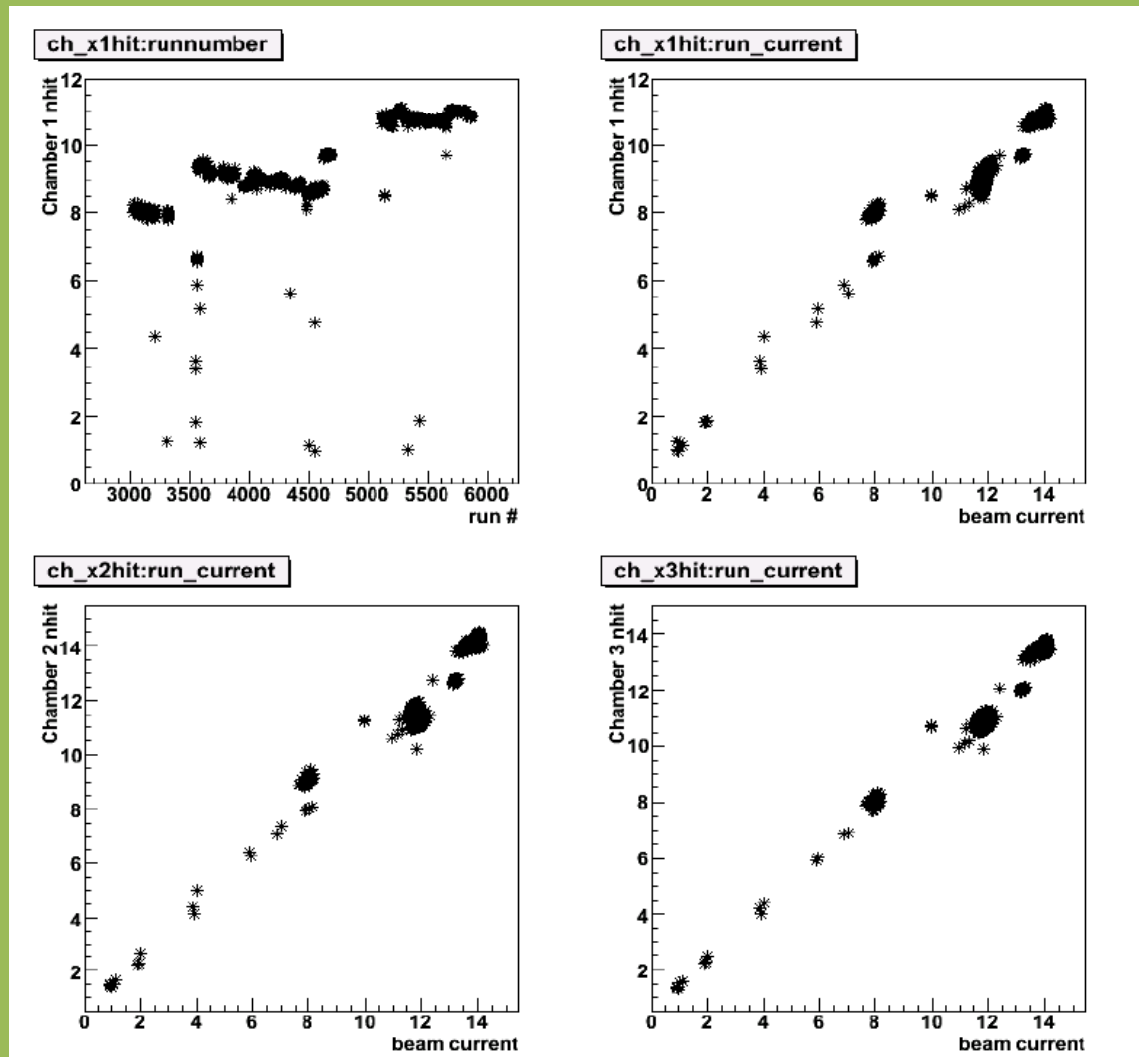 ch_x1hit:runnumber
Chamber 1 nhit
12
10
8
6
4
2
0
3000 3500 4000 4500 5000 5500 6000
run #
ch_x1hit:run_current
Chamber 1 nhit
12
10
8
6
4
2
0
0 2 4 6 8 10 12 14
beam current
ch_x2hit:run_current
Chamber 2 nhit
14
12
10
8
6
4
2
0 2 4 6 8 10 12 14
beam current
ch_x3hit:run_current
Chamber 3 nhit
14
12
10
8
6
4
2
0 2 4 6 8 10 12 14
beam current